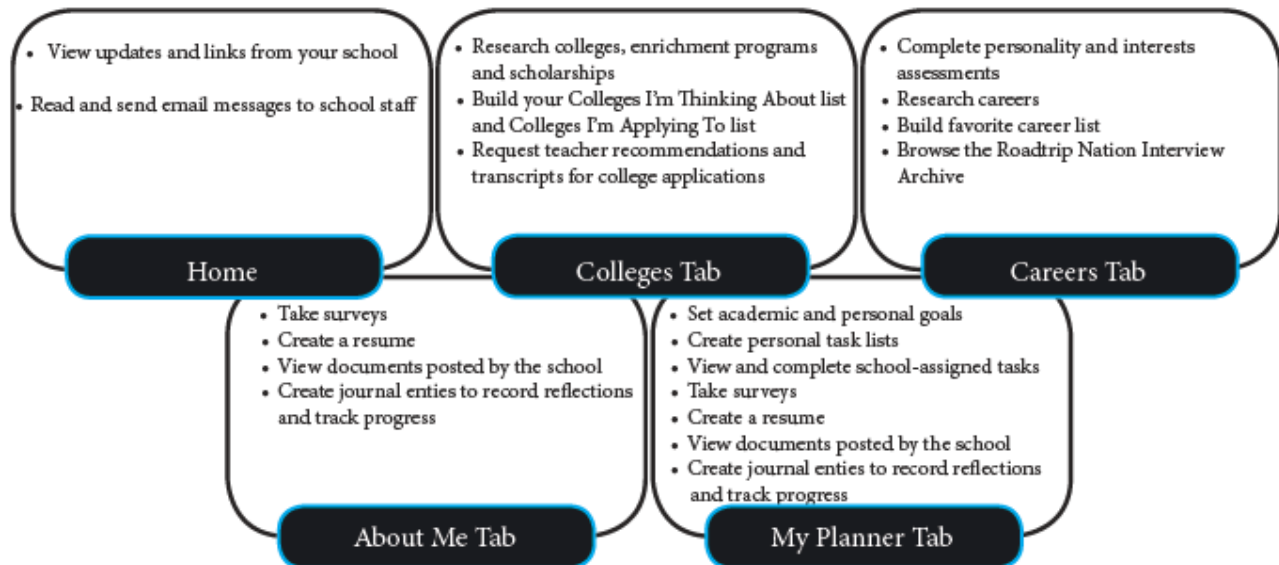 • View updates and links from your school
• Read and send email messages to school staff
Home
• Research colleges, enrichment programs
and scholarships
• Build your Colleges I'm Thinking About list
and Colleges I'm Applying To list
• Request teacher recommendations and
transcripts for college applications
Colleges Tab
• Complete personality and interests
assessments
• Research careers
• Build favorite career list
• Browse the Roadtrip Nation Interview
Archive
Careers Tab
• Take surveys
• Create a resume
• View documents posted by the school
• Create journal enties to record reflections
and track progress
About Me Tab
• Set academic and personal goals
• Create personal task lists
• View and complete school-assigned tasks
• Take surveys
• Create a resume
• View documents posted by the school
• Create journal enties to record reflections
and track progress
My Planner Tab